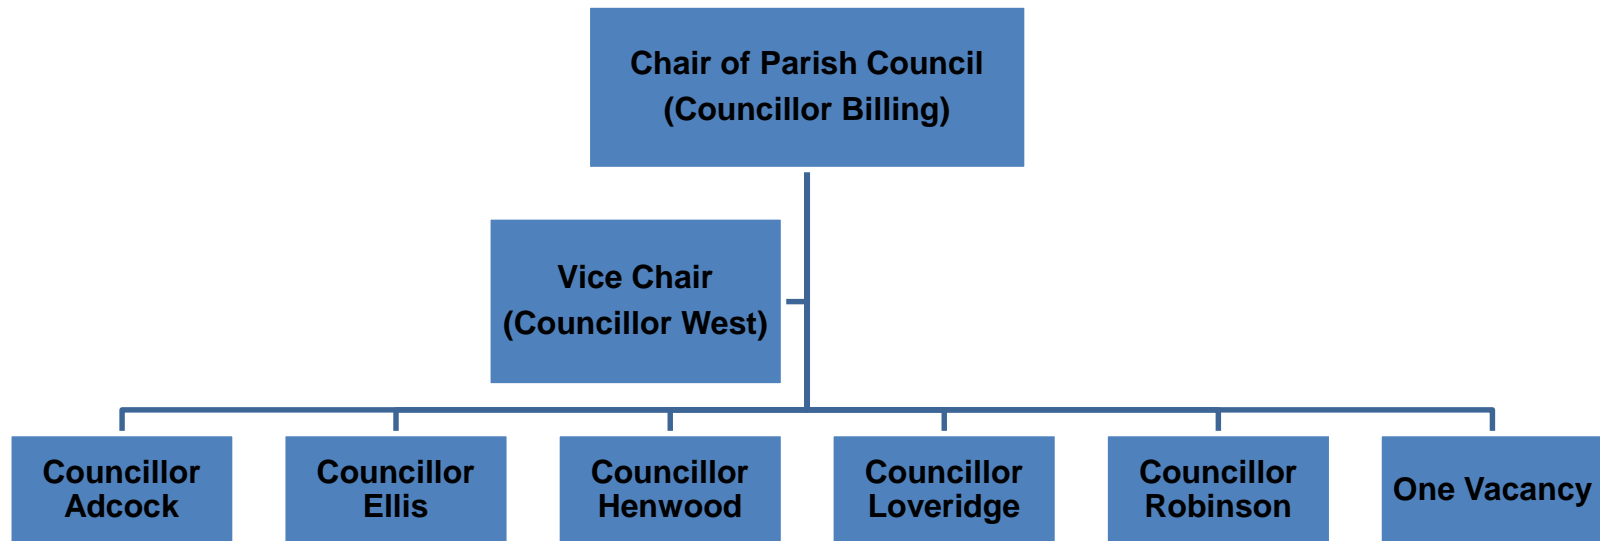 Chair of Parish Council
(Councillor Billing)
Vice Chair
(Councillor West)
Councillor
Adcock
Councillor
Ellis
Councillor
Henwood
Councillor
Loveridge
Councillor
Robinson
One Vacancy